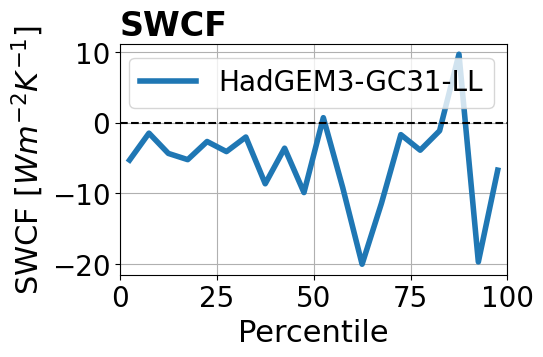 SWCF
SWCF [Wm⁻²K⁻¹]
10
0
−10
−20
HadGEM3-GC31-LL
0 25 50 75 100
Percentile